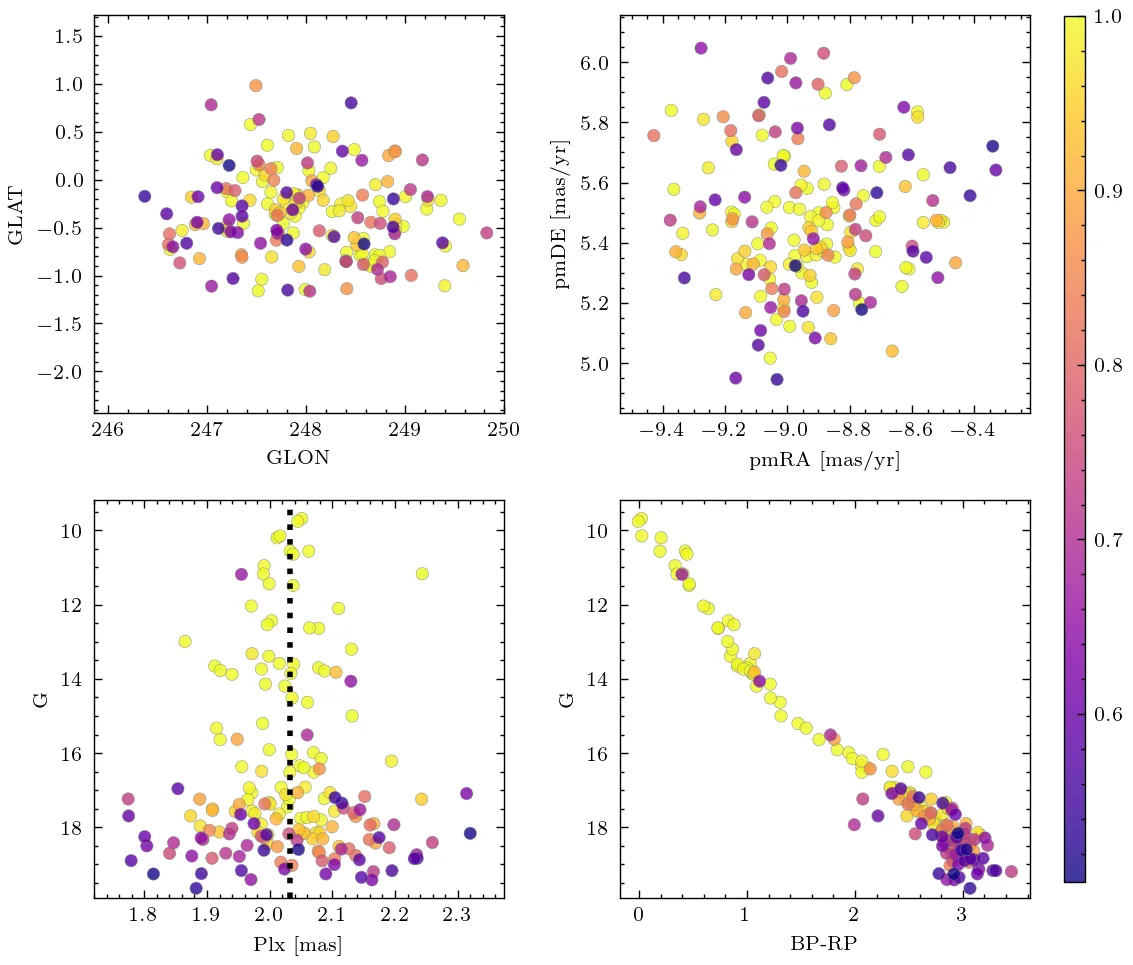 1.5
1.0
0.5
0.0
−0.5
−1.0
−1.5
−2.0
GLAT
246 247 248 249 250
GLON
6.0
5.8
5.6
5.4
5.2
5.0
pmDE [mas/yr]
−9.4 −9.2 −9.0 −8.8 −8.6 −8.4
pmRA [mas/yr]
1.0
0.9
0.8
0.7
0.6
10
12
14
16
18
G
1.8 1.9 2.0 2.1 2.2 2.3
Plx [mas]
10
12
14
16
18
G
0 1 2 3
BP-RP